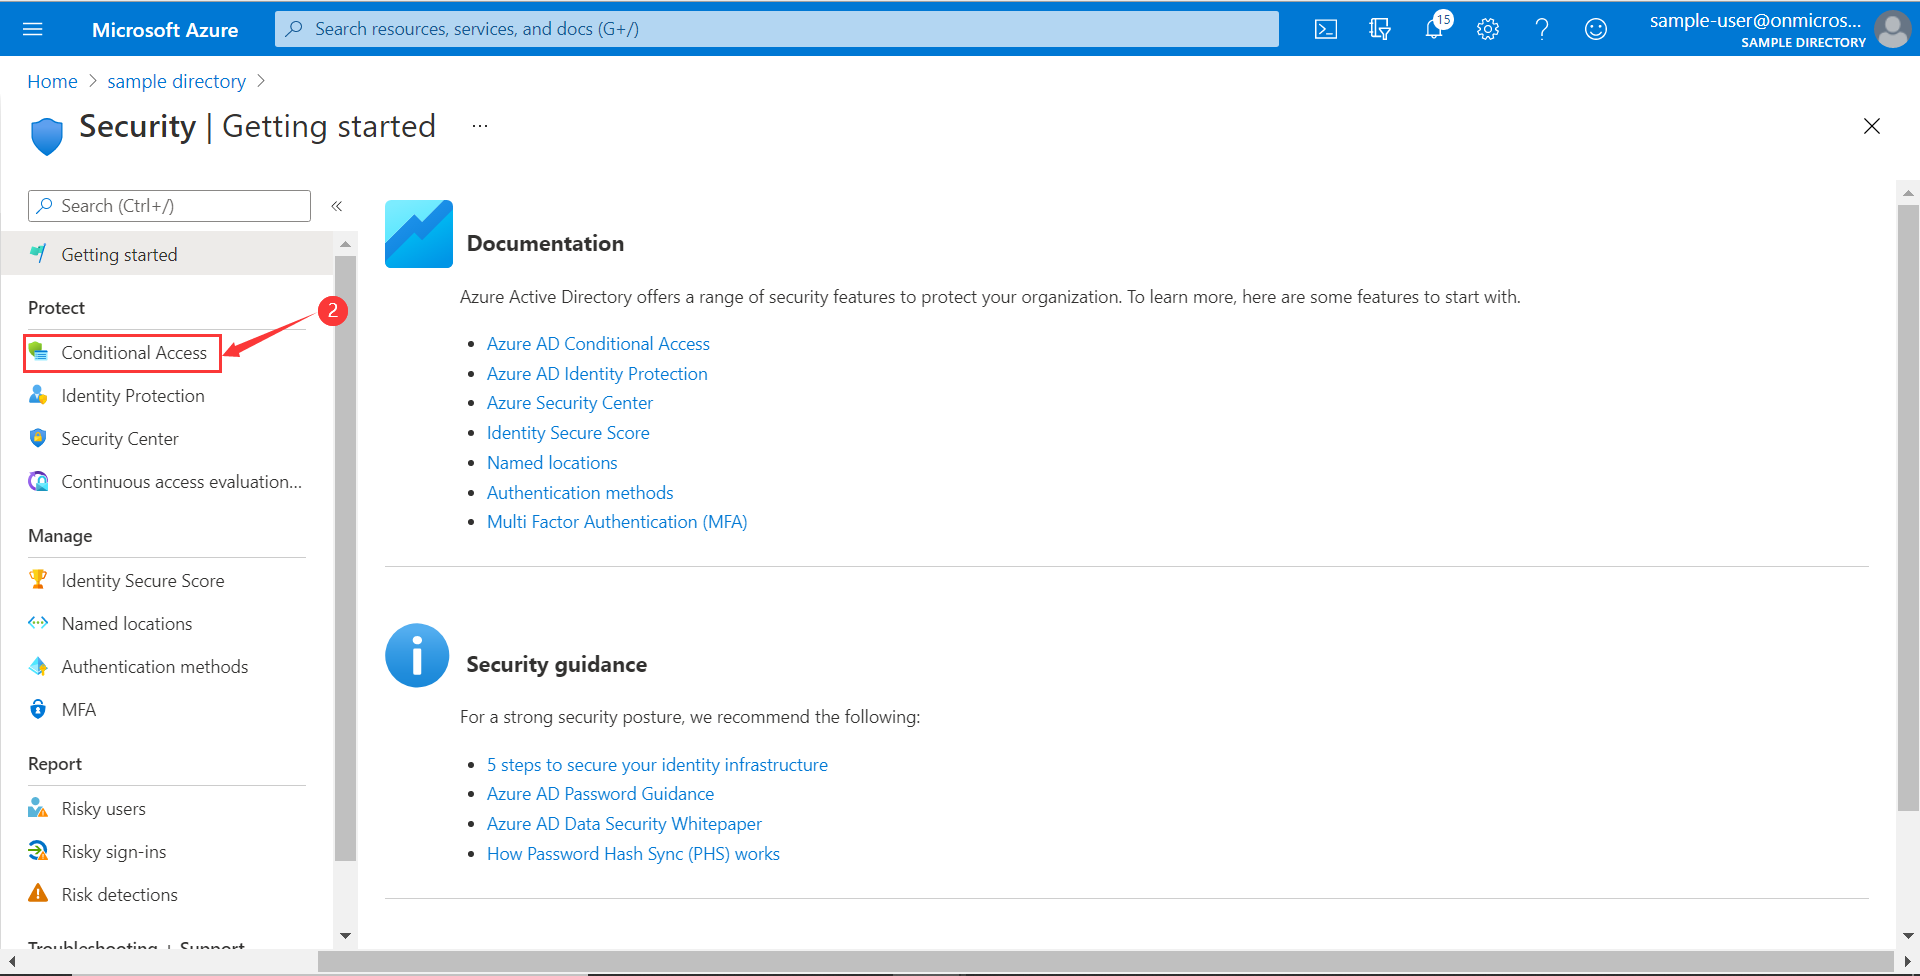 Microsoft Azure
Search resources, services, and docs (G+/)
15
sample-user@onmicros...
SAMPLE DIRECTORY
Home > sample directory >
Security | Getting started ...
Search (Ctrl+/) «
Getting started
Protect
2
Conditional Access
Identity Protection
Security Center
Continuous access evaluation...
Manage
Identity Secure Score
Named locations
Authentication methods
MFA
Report
Risky users
Risky sign-ins
Risk detections
Troubleshooting + Support
Documentation
Azure Active Directory offers a range of security features to protect your organization. To learn more, here are some features to start with.
• Azure AD Conditional Access
• Azure AD Identity Protection
• Azure Security Center
• Identity Secure Score
• Named locations
• Authentication methods
• Multi Factor Authentication (MFA)
Security guidance
For a strong security posture, we recommend the following:
• 5 steps to secure your identity infrastructure
• Azure AD Password Guidance
• Azure AD Data Security Whitepaper
• How Password Hash Sync (PHS) works